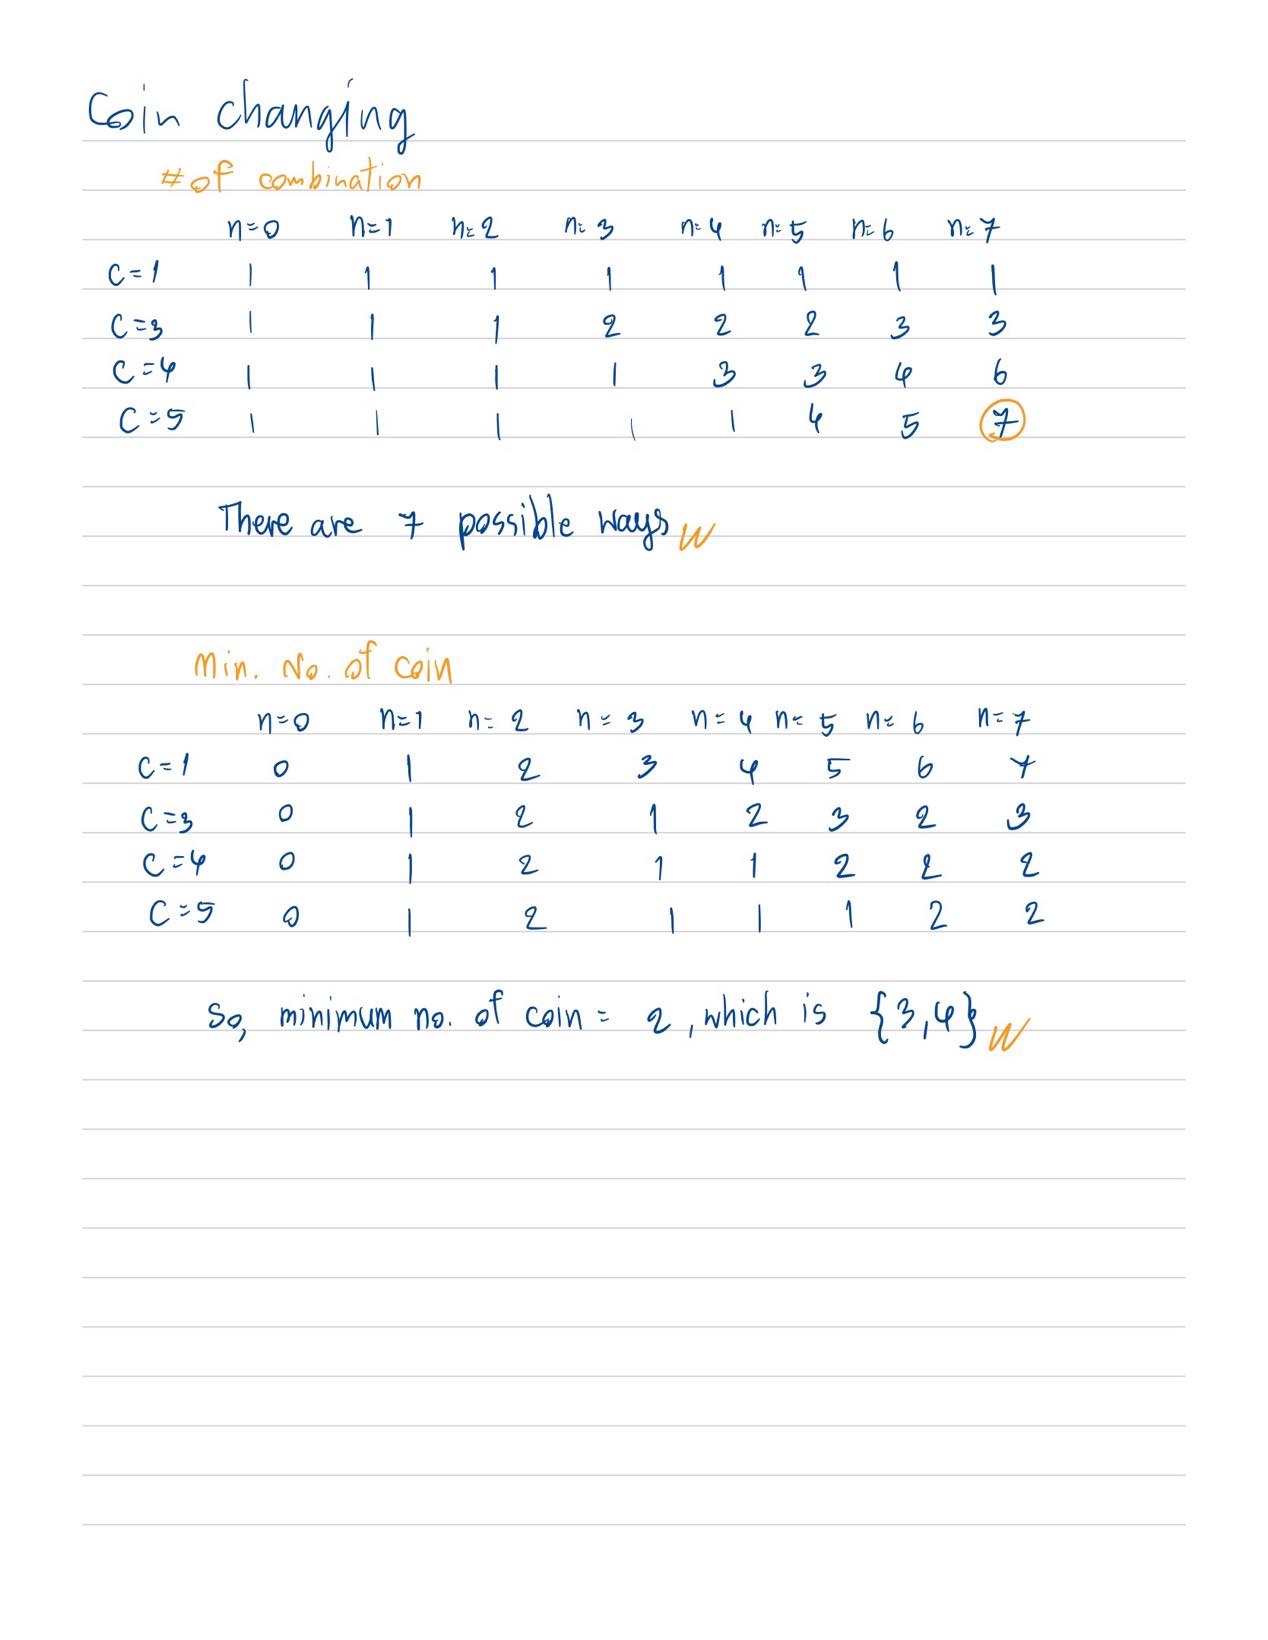 Coin changing
# of combination
n=0 n=1 n=2 n=3 n=4 n=5 n=6 n=7
C=1 1 1 1 1 1 1 1 1
C=3 1 1 1 2 2 2 3 3
C=4 1 1 1 1 3 3 4 6
C=5 1 1 1 1 1 4 5 7
There are 7 possible ways
Min. No. of coin
n=0 n=1 n=2 n=3 n=4 n=5 n=6 n=7
C=1 0 1 2 3 4 5 6 7
C=3 0 1 2 1 2 3 2 3
C=4 0 1 2 1 1 2 2 2
C=5 0 1 2 1 1 1 2 2
So, minimum no. of coin = 2, which is {3,4}